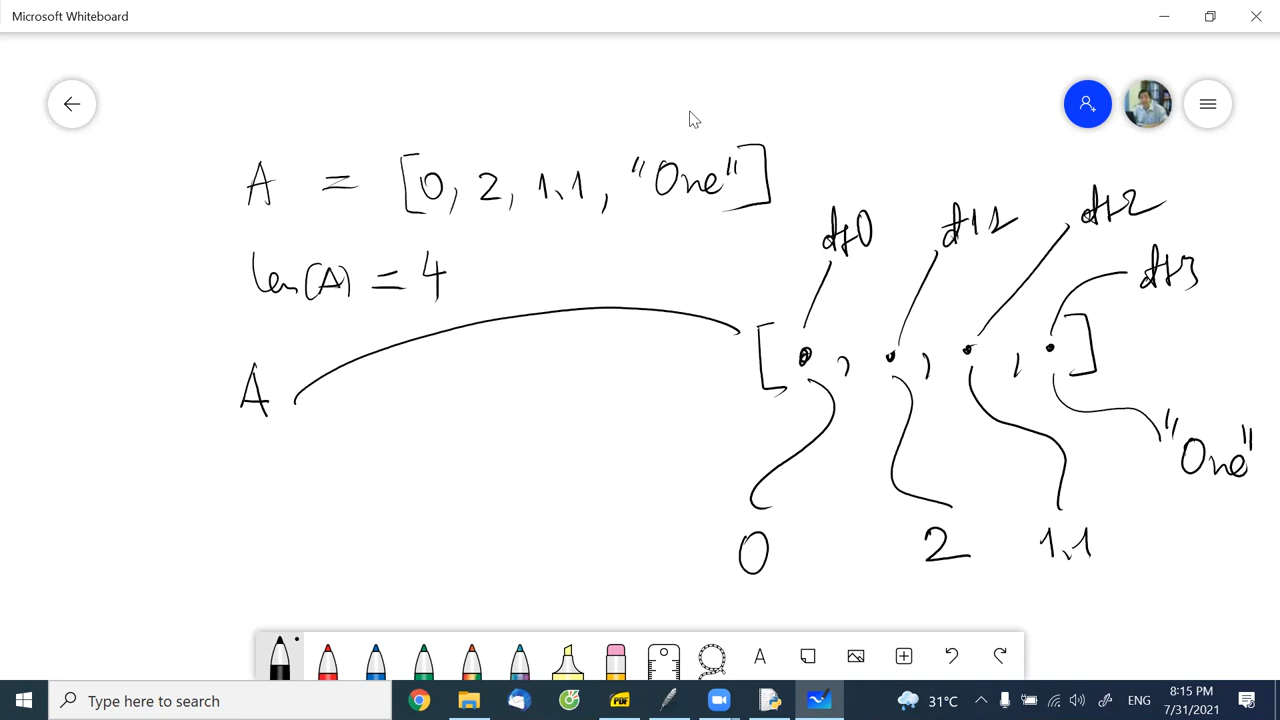 Microsoft Whiteboard
A = [0, 2, 1.1, "One"]
len(A) = 4
A
[ , , , ]
"One"
0 2 1.1
A
Type here to search
PDF
31°C
ENG
8:15 PM
7/31/2021